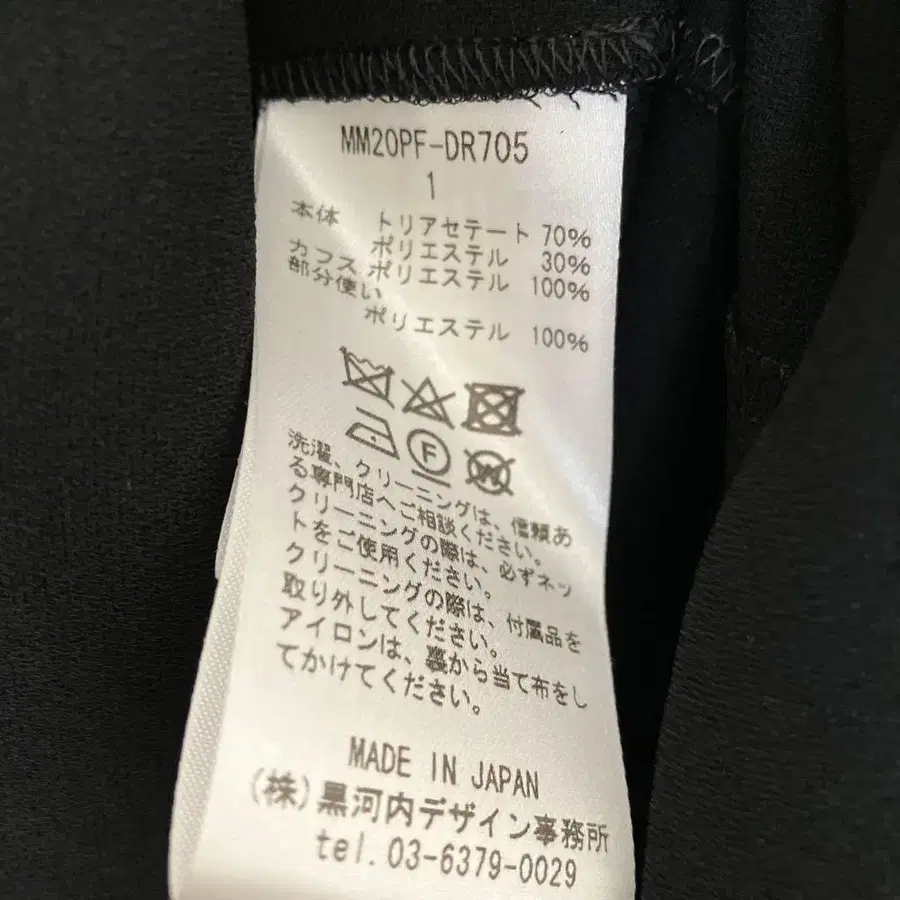 MM20PF-DR705
1
本体 トリアセテート 70%
ポリエステル 30%
カフス ポリエステル 100%
部分使い
ポリエステル 100%
F
W
洗濯、クリーニングは、信頼あ
る専門店へご相談ください。
クリーニングの際は、必ずネッ
トをご使用ください。
クリーニングの際は、付属品を
取り外してください。
アイロンは、裏から当て布をし
てかけてください。
MADE IN JAPAN
(株)黒河内デザイン事務所
tel.03-6379-0029